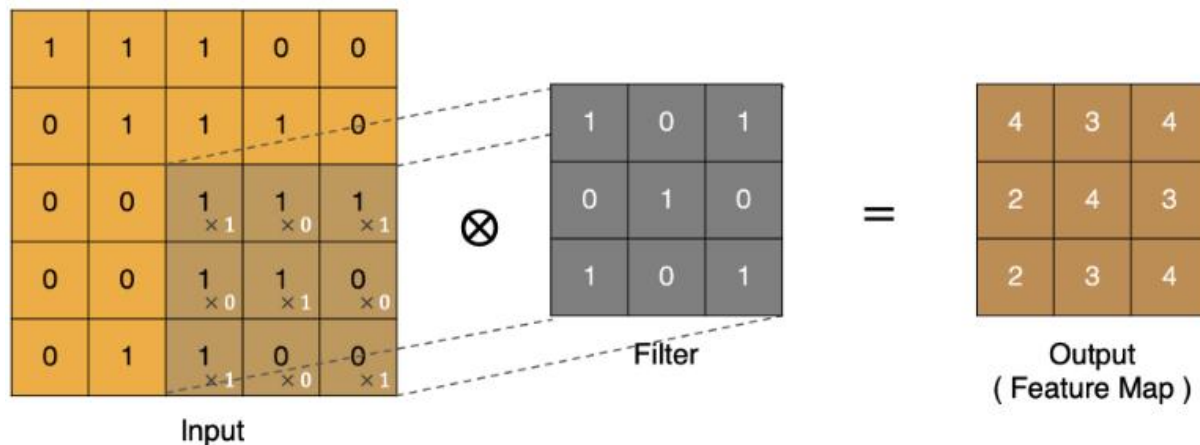 1 1 1 0 0
0 1 1 1 0
0 0 1 ×1 1 ×0 1 ×1
0 0 1 ×0 1 ×1 0 ×0
0 1 1 ×1 0 ×0 0 ×1
Input
⊗
1 0 1
0 1 0
1 0 1
Filter
=
4 3 4
2 4 3
2 3 4
Output
( Feature Map )